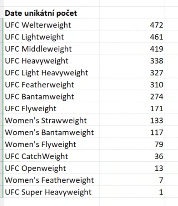 Date unikátní počet
UFC Welterweight 472
UFC Lightweight 461
UFC Middleweight 419
UFC Heavyweight 338
UFC Light Heavyweight 327
UFC Featherweight 310
UFC Bantamweight 274
UFC Flyweight 171
Women's Strawweight 133
Women's Bantamweight 117
Women's Flyweight 79
UFC CatchWeight 36
UFC Openweight 13
Women's Featherweight 7
UFC Super Heavyweight 1